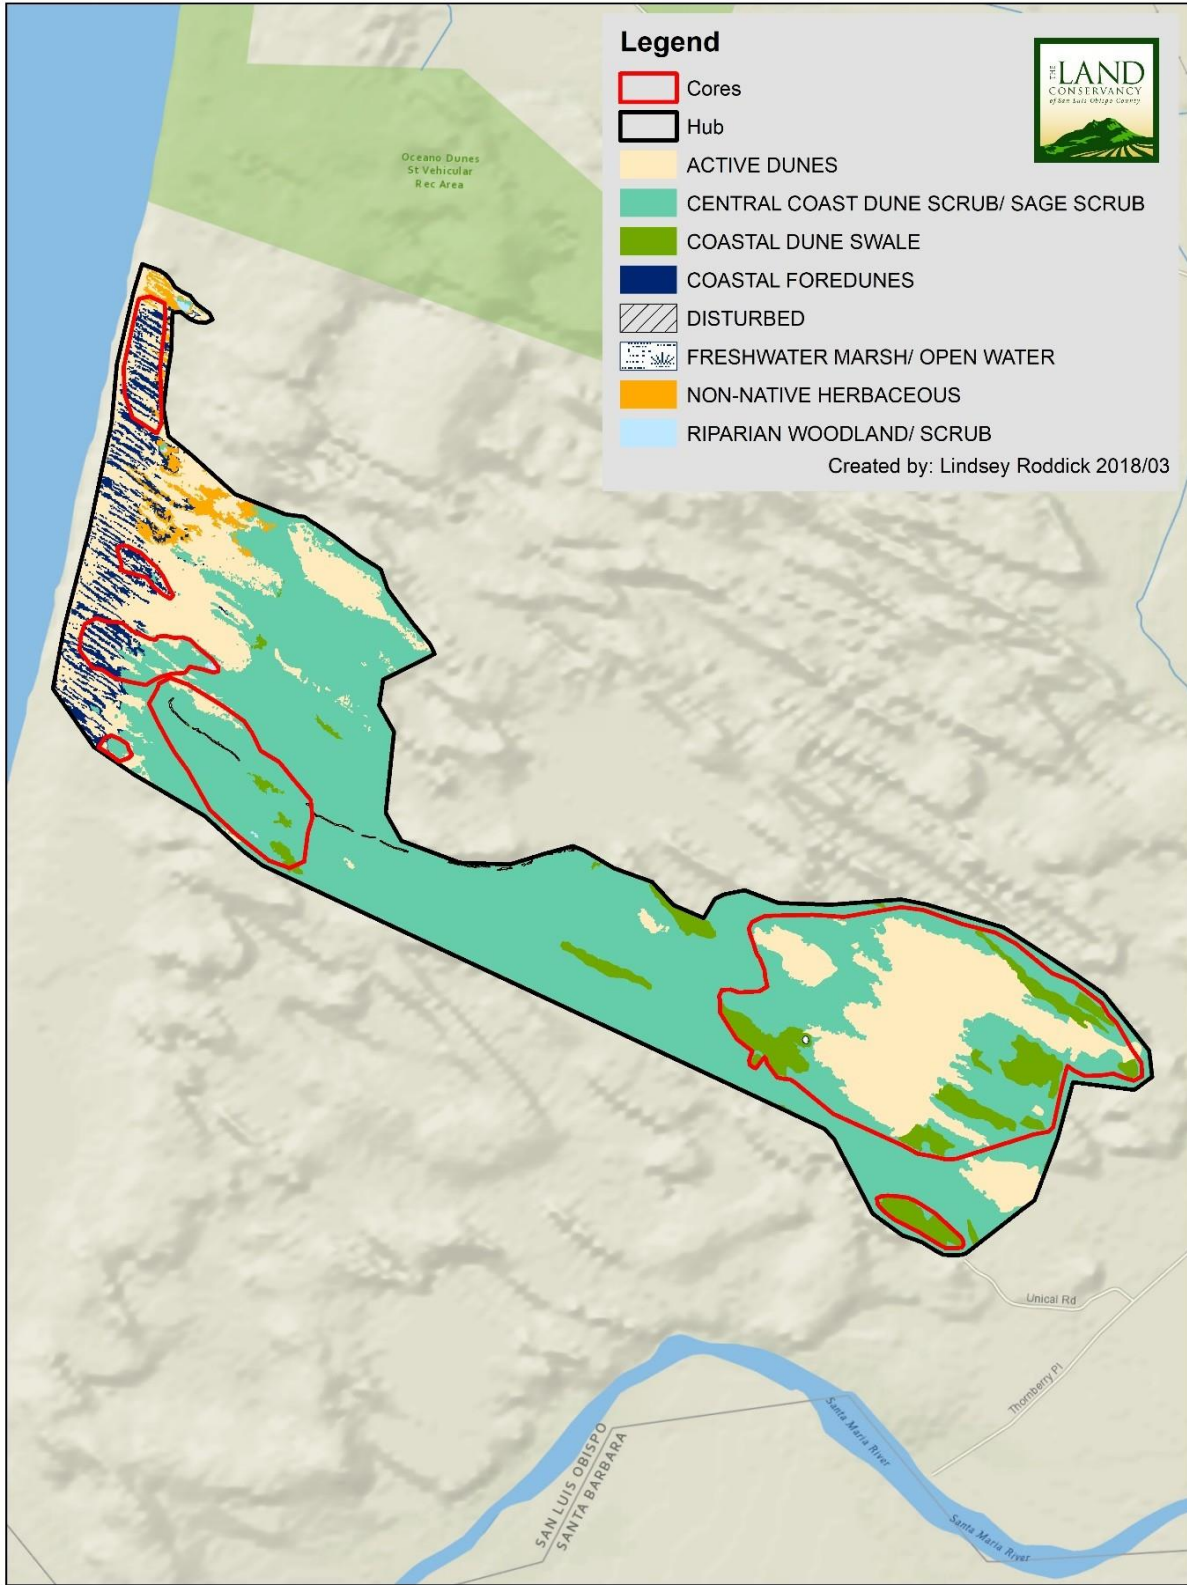 Legend
Cores
Hub
ACTIVE DUNES
CENTRAL COAST DUNE SCRUB/ SAGE SCRUB
COASTAL DUNE SWALE
COASTAL FOREDUNES
DISTURBED
FRESHWATER MARSH/ OPEN WATER
NON-NATIVE HERBACEOUS
RIPARIAN WOODLAND/ SCRUB
Created by: Lindsey Roddick 2018/03
THE LAND
CONSERVANCY
of San Luis Obispo County
Oceano Dunes
St Vehicular
Rec Area
Unical Rd
Thornberry Pl
Santa Maria River
Santa Maria River
SAN LUIS OBISPO
SANTA BARBARA